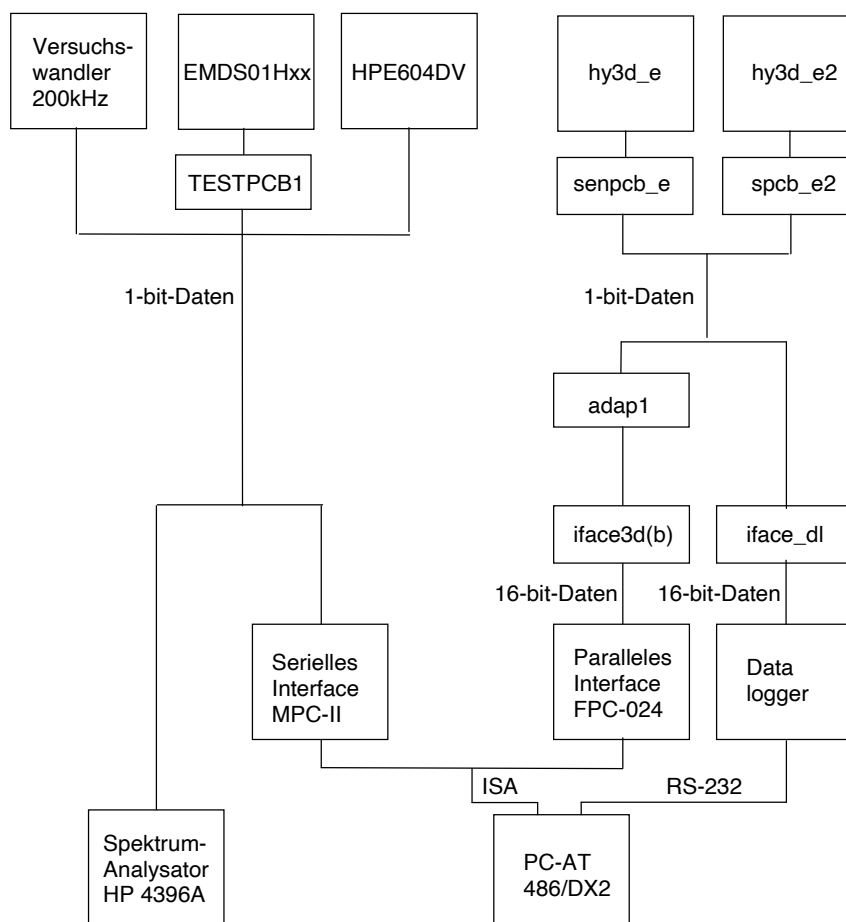 Versuchs-
wandler
200kHz
EMDS01Hxx
HPE604DV
hy3d_e
hy3d_e2
TESTPCB1
senpcb_e
spcb_e2
1-bit-Daten
1-bit-Daten
adap1
iface3d(b)
iface_dl
16-bit-Daten
16-bit-Daten
Serielles
Interface
MPC-II
Paralleles
Interface
FPC-024
Data
logger
ISA
RS-232
Spektrum-
Analysator
HP 4396A
PC-AT
486/DX2